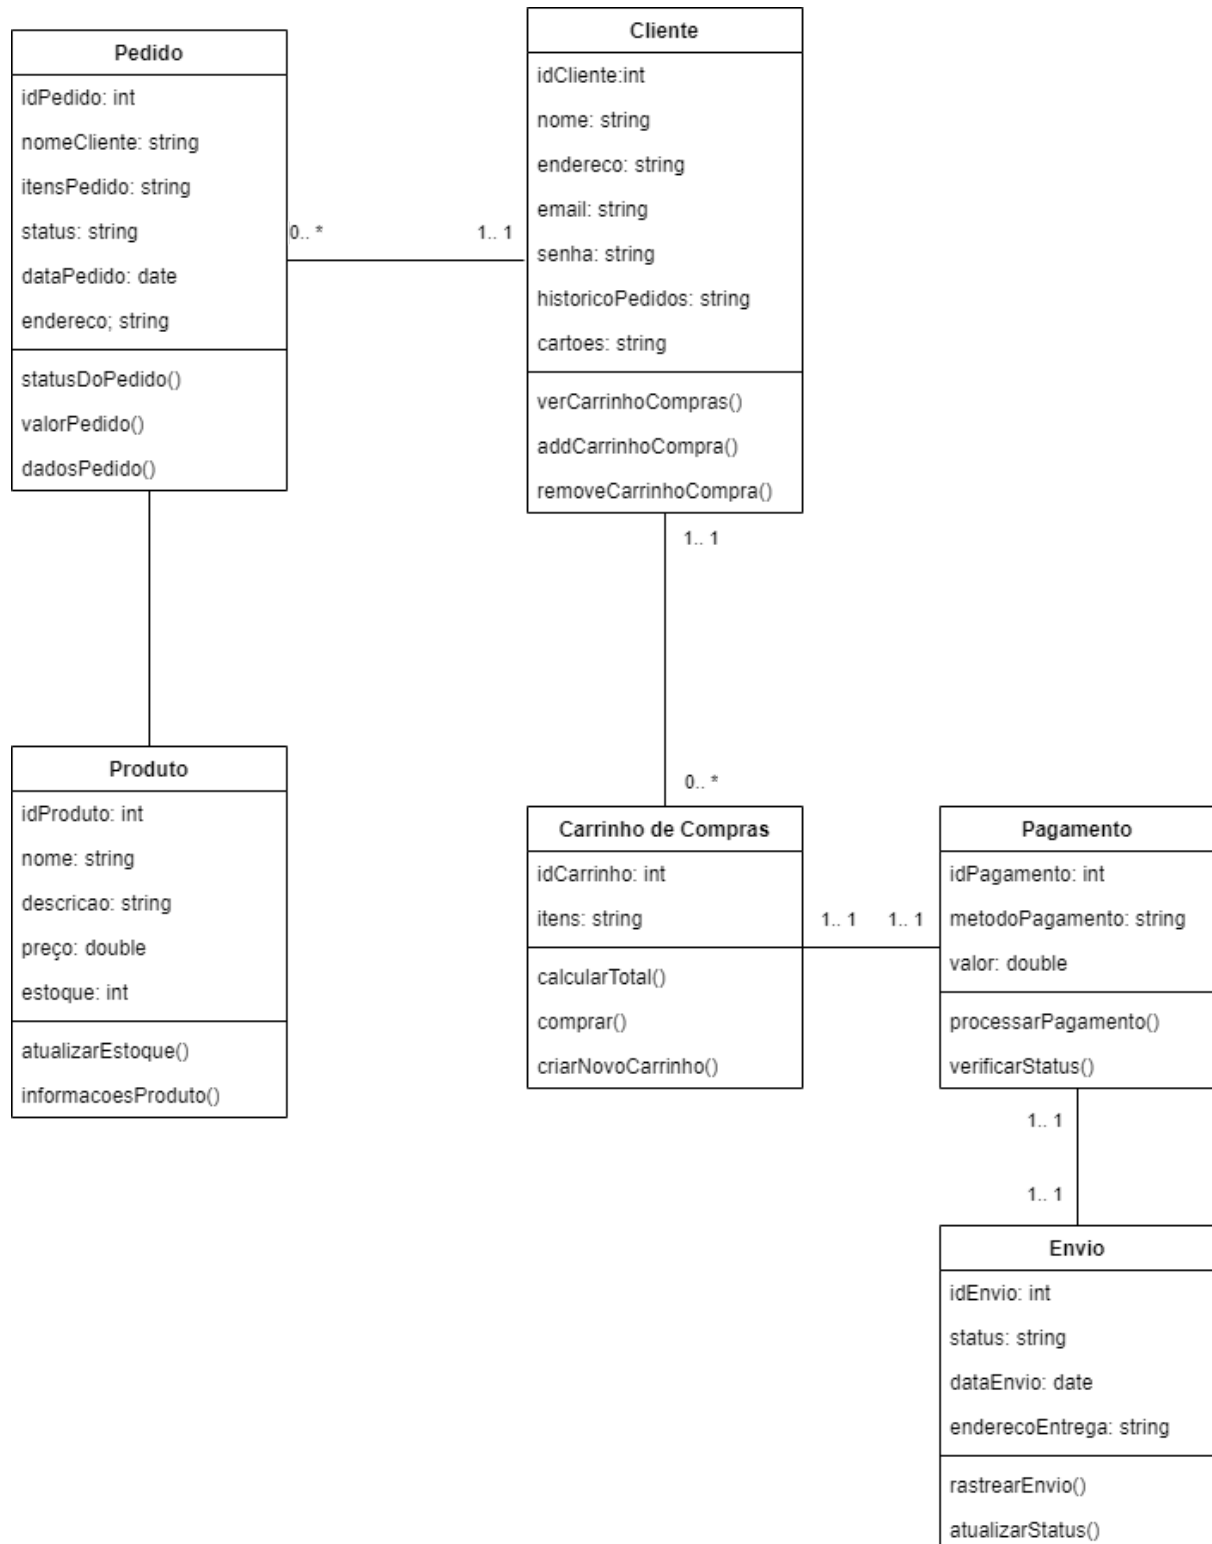 Pedido
idPedido: int
nomeCliente: string
itensPedido: string
status: string
dataPedido: date
endereco; string
statusDoPedido()
valorPedido()
dadosPedido()
0.. *
1.. 1
Cliente
idCliente:int
nome: string
endereco: string
email: string
senha: string
historicoPedidos: string
cartoes: string
verCarrinhoCompras()
addCarrinhoCompra()
removeCarrinhoCompra()
1.. 1
0.. *
Produto
idProduto: int
nome: string
descricao: string
preço: double
estoque: int
atualizarEstoque()
informacoesProduto()
Carrinho de Compras
idCarrinho: int
itens: string
calcularTotal()
comprar()
criarNovoCarrinho()
1.. 1
1.. 1
Pagamento
idPagamento: int
metodoPagamento: string
valor: double
processarPagamento()
verificarStatus()
1.. 1
1.. 1
Envio
idEnvio: int
status: string
dataEnvio: date
enderecoEntrega: string
rastrearEnvio()
atualizarStatus()